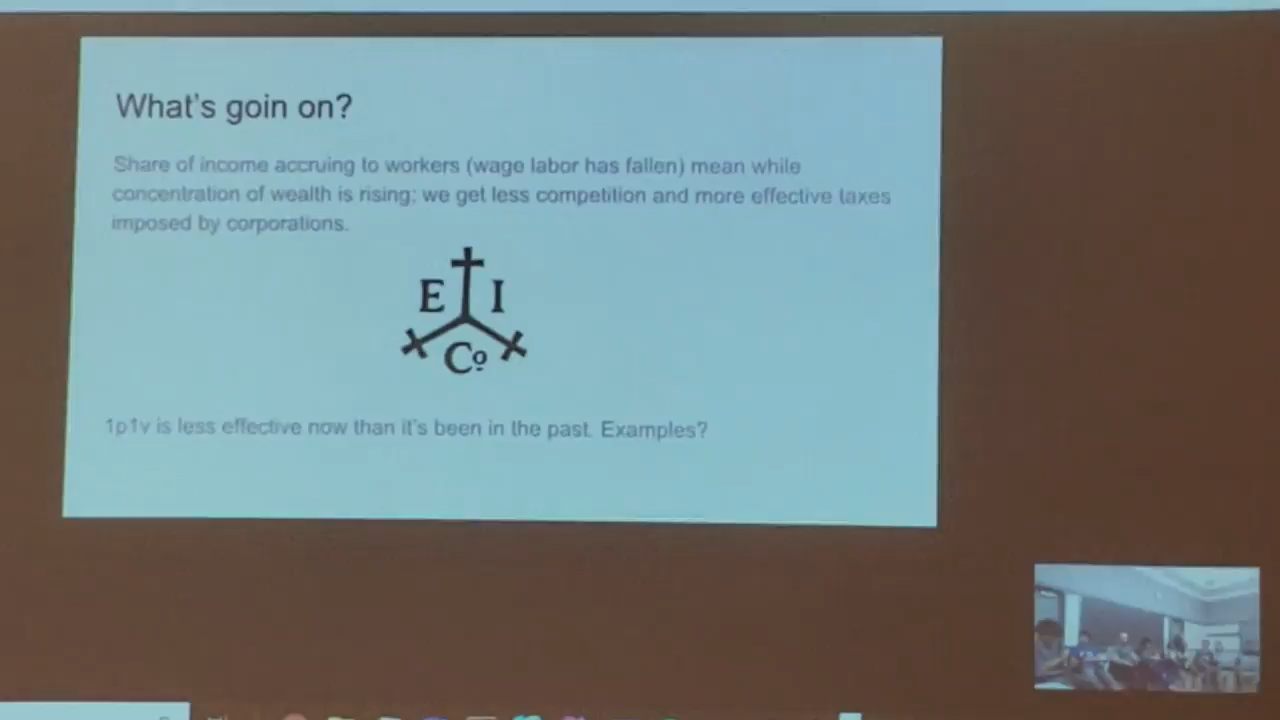 What's goin on?
Share of income accruing to workers (wage labor has fallen) mean while
concentration of wealth is rising; we get less competition and more effective taxes
imposed by corporations.
E I
Co
1p1v is less effective now than it's been in the past. Examples?